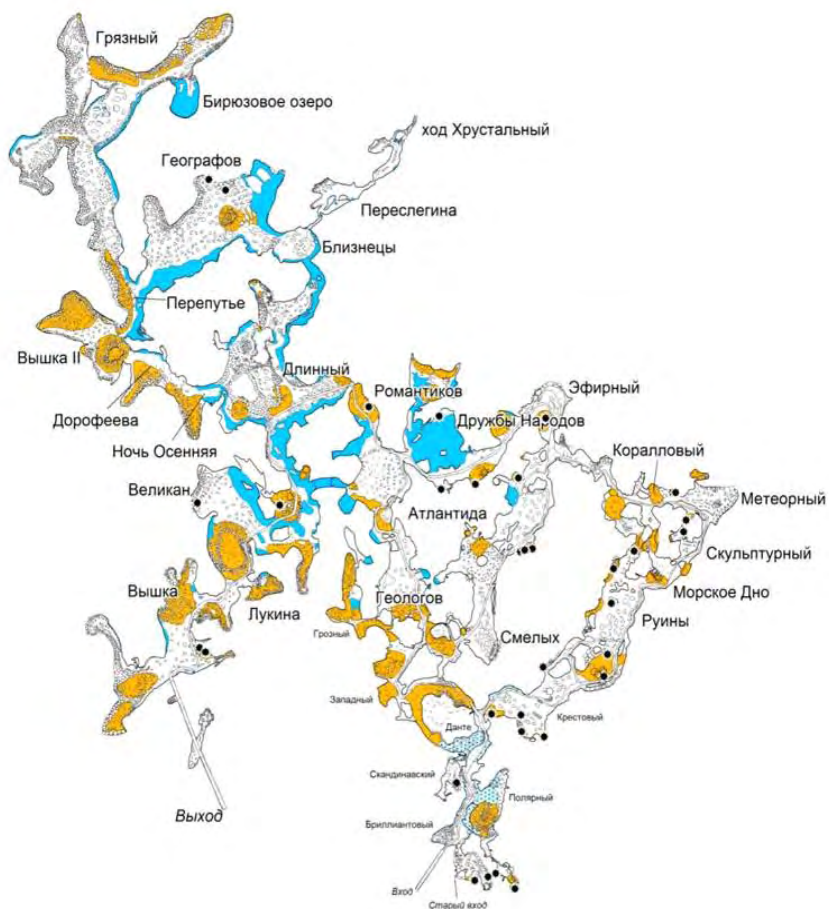 Грязный
Бирюзовое озеро
ход Хрустальный
Географов
Переслегина
Близнецы
Перепутье
Вышка II
Длинный
Романтиков
Эфирный
Дорофеева
Дружбы Народов
Ночь Осенняя
Коралловый
Великан
Метеорный
Атлантида
Скульптурный
Вышка
Геологов
Морское Дно
Лукина
Руины
Грозный
Смелых
Западный
Крестовый
Данте
Скандинавский
Полярный
Выход
Бриллиантовый
Вход
Старый вход